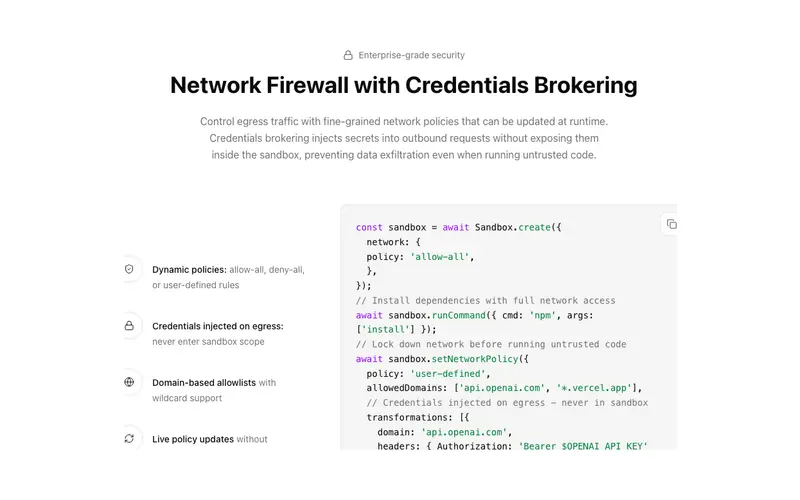 Enterprise-grade security
Network Firewall with Credentials Brokering
Control egress traffic with fine-grained network policies that can be updated at runtime.
Credentials brokering injects secrets into outbound requests without exposing them
inside the sandbox, preventing data exfiltration even when running untrusted code.
Dynamic policies: allow-all, deny-all,
or user-defined rules
Credentials injected on egress:
never enter sandbox scope
Domain-based allowlists with
wildcard support
Live policy updates without
const sandbox = await Sandbox.create({
  network: {
  policy: 'allow-all',
  },
});
// Install dependencies with full network access
await sandbox.runCommand({ cmd: 'npm', args:
['install'] });
// Lock down network before running untrusted code
await sandbox.setNetworkPolicy({
  policy: 'user-defined',
  allowedDomains: ['api.openai.com', '*.vercel.app'],
  // Credentials injected on egress — never in sandbox
  transformations: [{
    domain: 'api.openai.com',
    headers: { Authorization: 'Bearer $OPENAI_API_KEY'